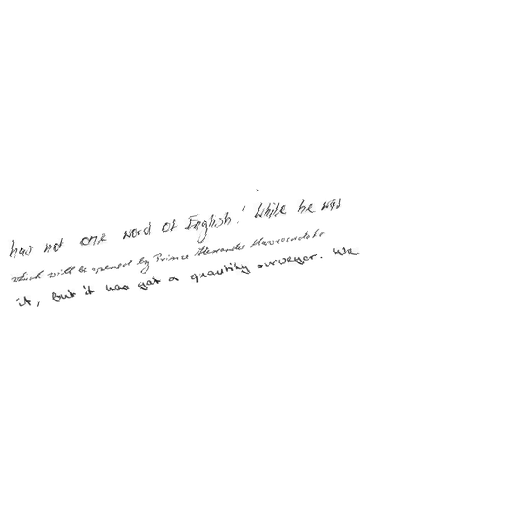 has not one word of English.' While he was
which will be opened by Prince Alexander Mavrocordato
it, but it has got a quantity surveyor. We